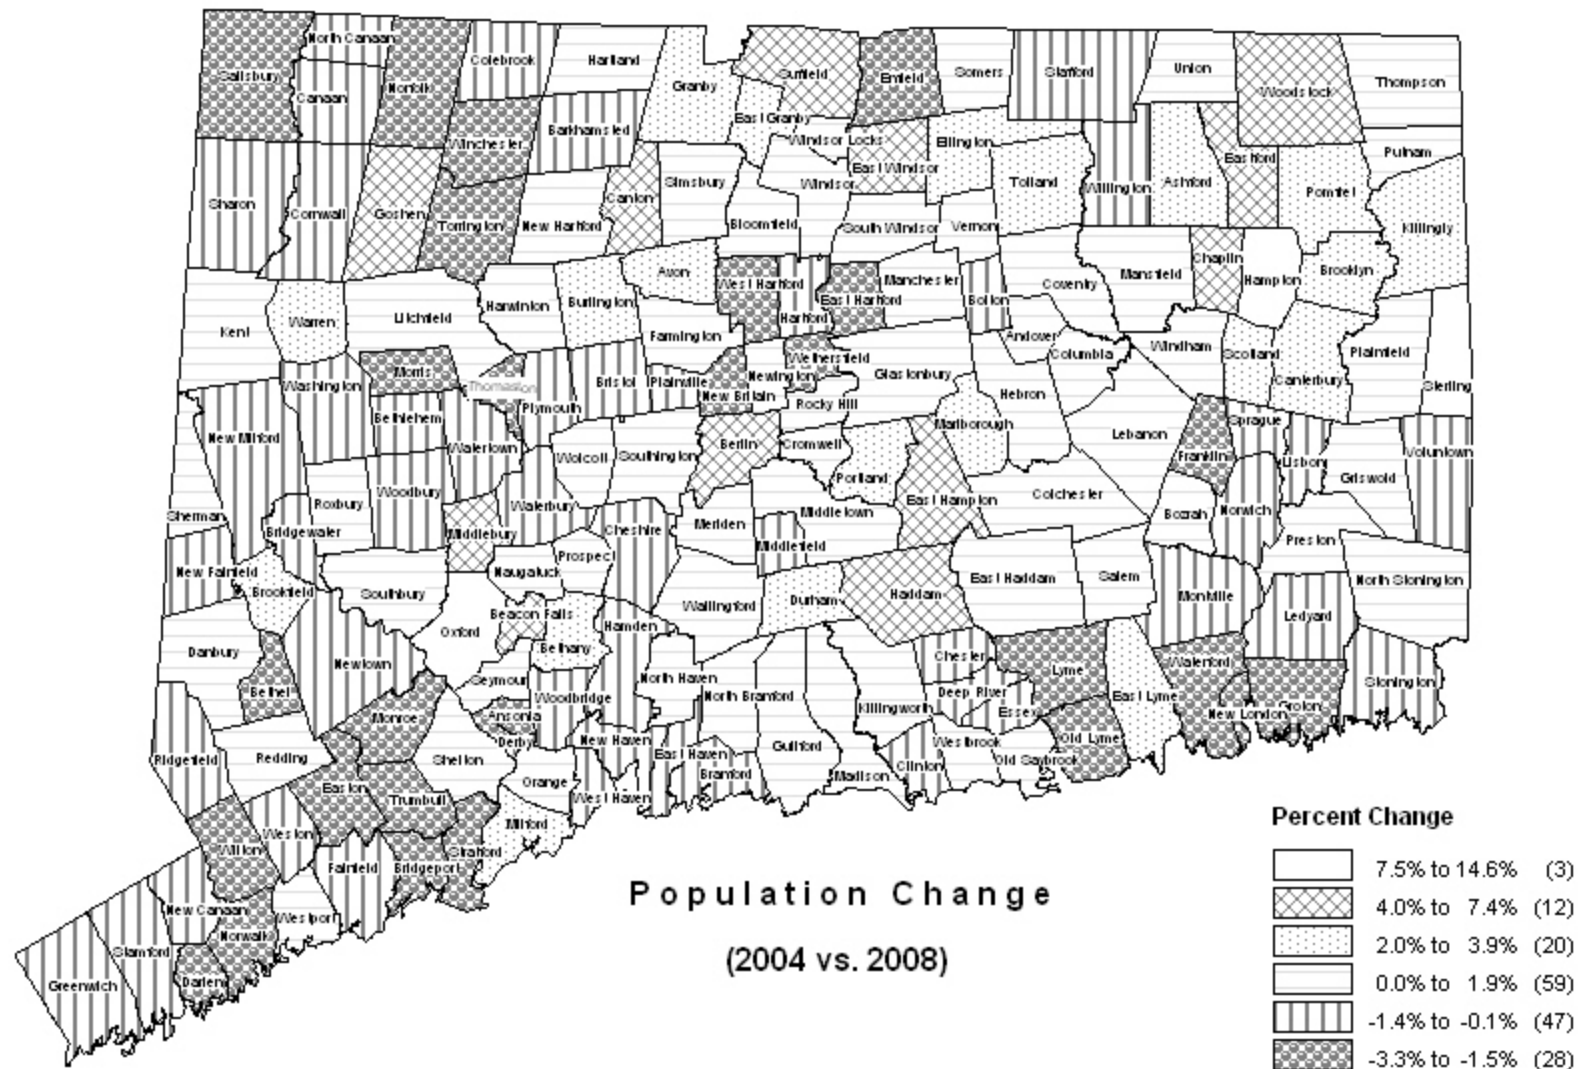 North Canaan
Colebrook
Hartland
Salisbury
Norfolk
Canaan
Granby
Suffield
Enfield
Somers
Stafford
Union
Woodstock
Thompson
Winchester
Barkhamsted
East Granby
Windsor Locks
Ellington
East Windsor
Eastford
Putnam
Sharon
Cornwall
Goshen
Torrington
New Hartford
Canton
Simsbury
Windsor
Tolland
Willington
Ashford
Pomfret
Killingly
Bloomfield
South Windsor
Vernon
Kent
Warren
Litchfield
Harwinton
Burlington
Avon
West Hartford
Hartford
East Hartford
Manchester
Bolton
Coventry
Mansfield
Chaplin
Hampton
Brooklyn
Farmington
Andover
Columbia
Windham
Scotland
Canterbury
Plainfield
Sterling
Washington
Morris
Thomaston
Plymouth
Bristol
Plainville
New Britain
Newington
Wethersfield
Glastonbury
Rocky Hill
Hebron
Bethlehem
Watertown
New Milford
Wolcott
Southington
Berlin
Cromwell
Portland
Marlborough
Lebanon
Franklin
Sprague
Lisbon
Griswold
Voluntown
Sherman
Roxbury
Woodbury
Bridgewater
Middlebury
Waterbury
Cheshire
Meriden
Middletown
Middlefield
East Hampton
Colchester
Bozrah
Norwich
Preston
New Fairfield
Brookfield
Southbury
Naugatuck
Prospect
Wallingford
Durham
Haddam
East Haddam
Salem
Montville
Ledyard
North Stonington
Danbury
Bethel
Newtown
Oxford
Beacon Falls
Bethany
Hamden
Seymour
Woodbridge
North Haven
North Branford
Killingworth
Chester
Deep River
Essex
Lyme
East Lyme
Waterford
New London
Groton
Stonington
Ridgefield
Redding
Monroe
Ansonia
Derby
Shelton
Orange
New Haven
East Haven
West Haven
Branford
Guilford
Madison
Clinton
Westbrook
Old Saybrook
Old Lyme
Easton
Trumbull
Milford
Wilton
Weston
Fairfield
Bridgeport
Stratford
New Canaan
Norwalk
Westport
Greenwich
Stamford
Darien
Population Change
(2004 vs. 2008)
Percent Change
7.5% to 14.6% (3)
4.0% to 7.4% (12)
2.0% to 3.9% (20)
0.0% to 1.9% (59)
-1.4% to -0.1% (47)
-3.3% to -1.5% (28)